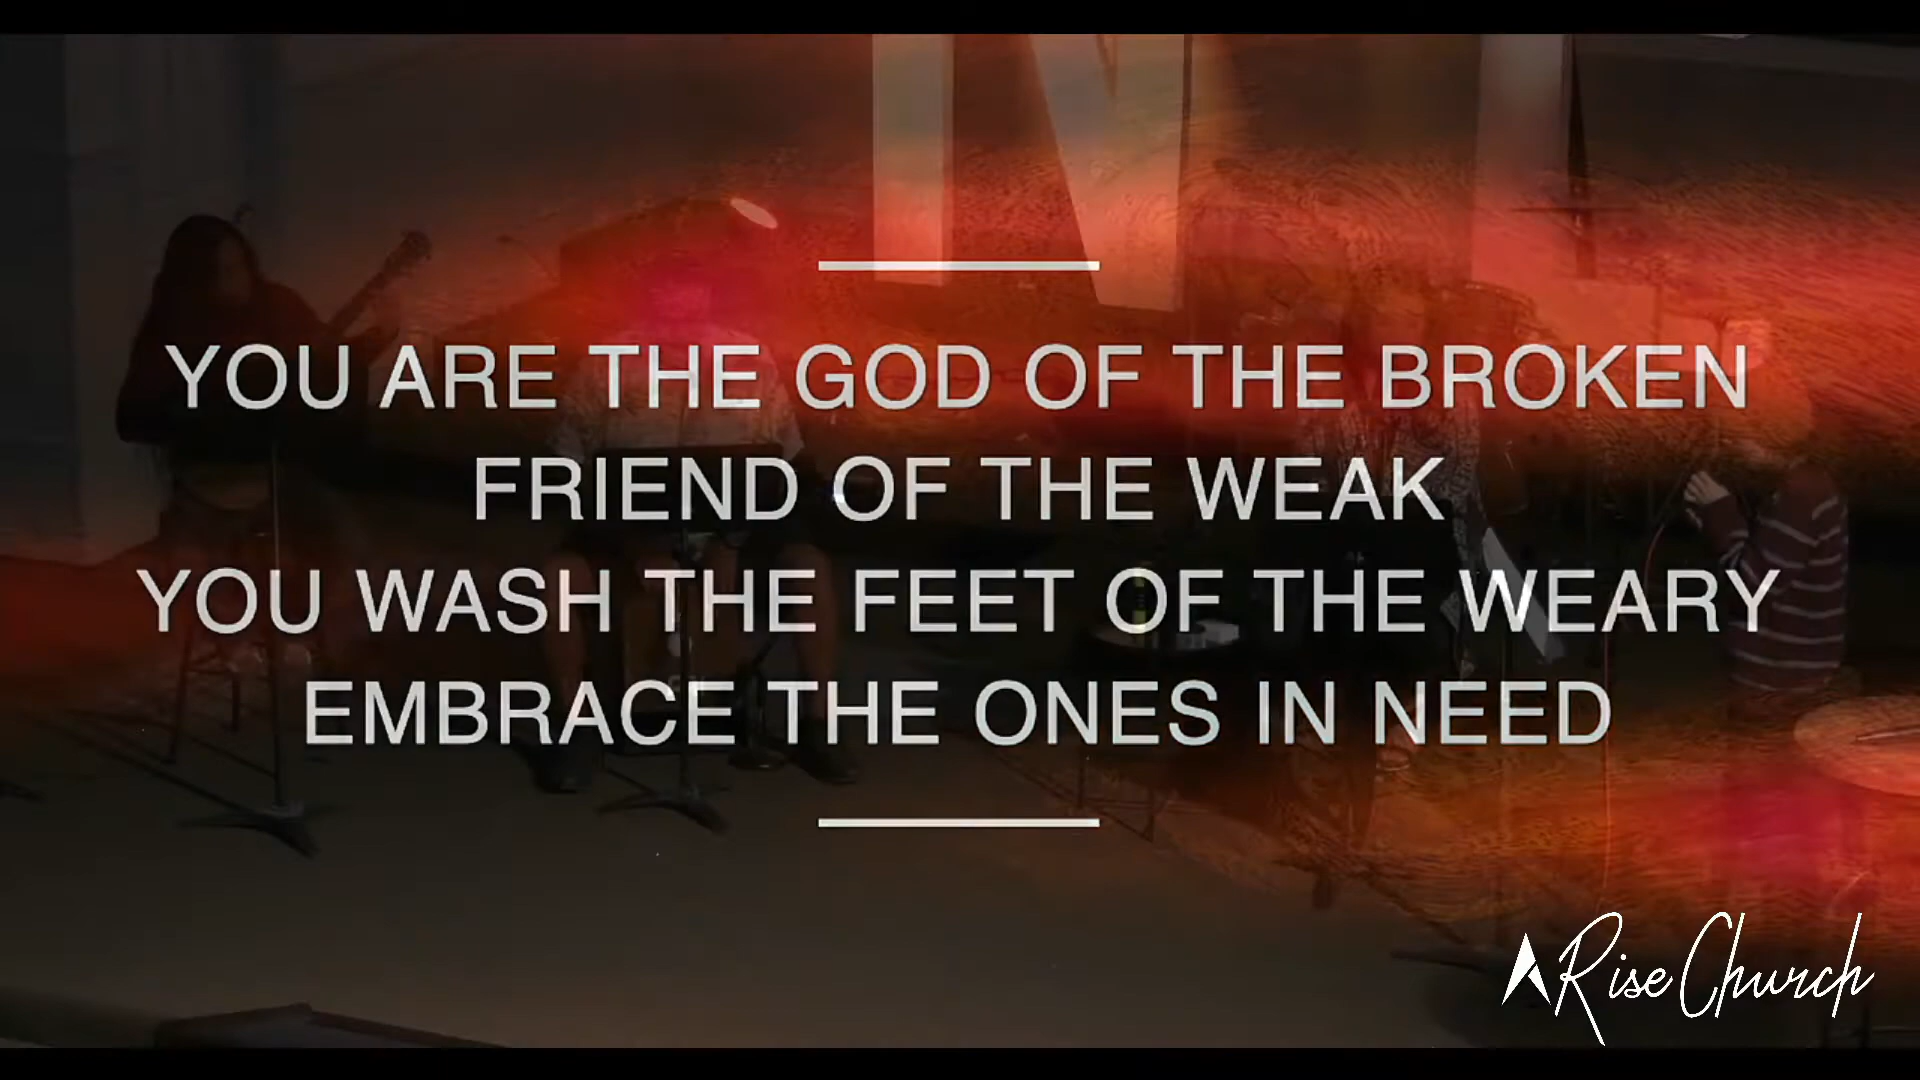 YOU ARE THE GOD OF THE BROKEN
FRIEND OF THE WEAK
YOU WASH THE FEET OF THE WEARY
EMBRACE THE ONES IN NEED
ARise Church